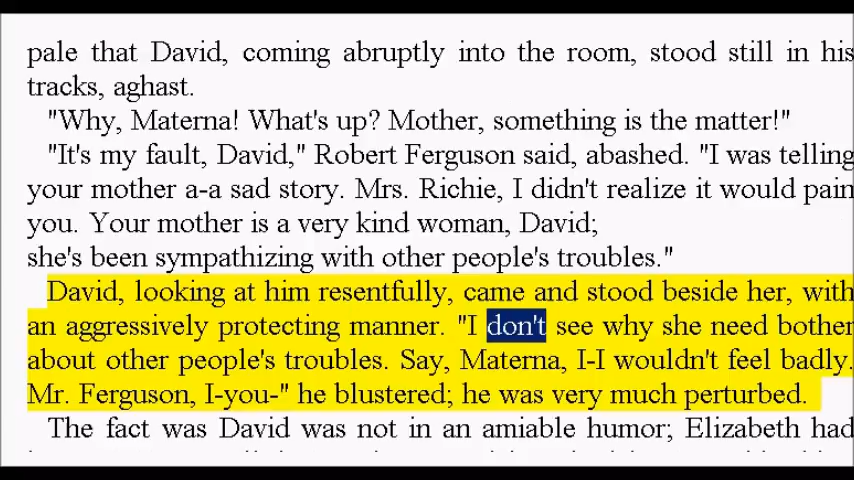 pale that David, coming abruptly into the room, stood still in his
tracks, aghast.
"Why, Materna! What's up? Mother, something is the matter!"
"It's my fault, David," Robert Ferguson said, abashed. "I was telling
your mother a-a sad story. Mrs. Richie, I didn't realize it would pain
you. Your mother is a very kind woman, David;
she's been sympathizing with other people's troubles."
David, looking at him resentfully, came and stood beside her, with
an aggressively protecting manner. "I don't see why she need bother
about other people's troubles. Say, Materna, I-I wouldn't feel badly.
Mr. Ferguson, I-you-" he blustered; he was very much perturbed.
The fact was David was not in an amiable humor; Elizabeth had